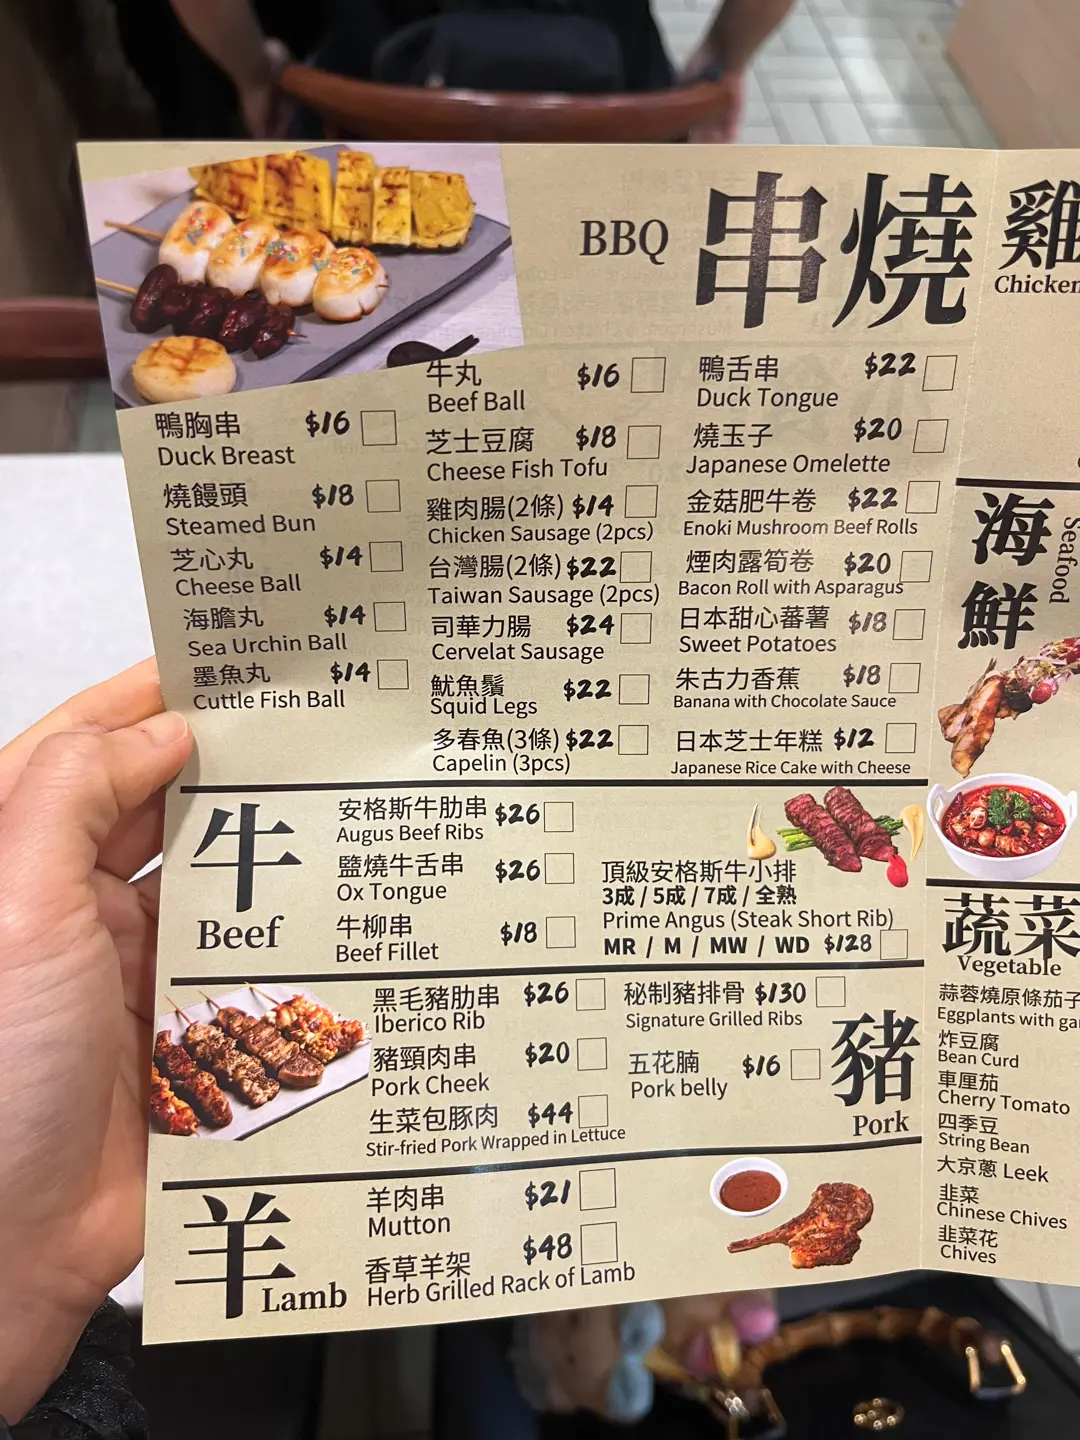 BBQ 串燒
鴨胸串 $16
Duck Breast
燒饅頭 $18
Steamed Bun
芝心丸 $14
Cheese Ball
海膽丸 $14
Sea Urchin Ball
墨魚丸 $14
Cuttle Fish Ball
牛丸 $16
Beef Ball
芝士豆腐 $18
Cheese Fish Tofu
雞肉腸(2條) $14
Chicken Sausage (2pcs)
台灣腸(2條) $22
Taiwan Sausage (2pcs)
司華力腸 $24
Cervelat Sausage
魷魚鬚 $22
Squid Legs
多春魚(3條) $22
Capelin (3pcs)
鴨舌串 $22
Duck Tongue
燒玉子 $20
Japanese Omelette
金菇肥牛卷 $22
Enoki Mushroom Beef Rolls
煙肉露筍卷 $20
Bacon Roll with Asparagus
日本甜心蕃薯 $18
Sweet Potatoes
朱古力香蕉 $18
Banana with Chocolate Sauce
日本芝士年糕 $12
Japanese Rice Cake with Cheese
牛
Beef
安格斯牛肋串 $26
Augus Beef Ribs
鹽燒牛舌串 $26
Ox Tongue
牛柳串 $18
Beef Fillet
頂級安格斯牛小排
3成 / 5成 / 7成 / 全熟
Prime Angus (Steak Short Rib)
MR / M / MW / WD $128
黑毛豬肋串 $26
Iberico Rib
豬頸肉串 $20
Pork Cheek
生菜包豚肉 $44
Stir-fried Pork Wrapped in Lettuce
秘制豬排骨 $130
Signature Grilled Ribs
五花腩 $16
Pork belly
豬
Pork
羊
Lamb
羊肉串 $21
Mutton
香草羊架 $48
Herb Grilled Rack of Lamb
雞
Chicken
海鮮
Seafood
蔬菜
Vegetable
蒜蓉燒原條茄子
Eggplants with
炸豆腐
Bean Curd
車厘茄
Cherry Tomato
四季豆
String Bean
大京蔥 Leek
韭菜
Chinese Chives
韭菜花
Chives